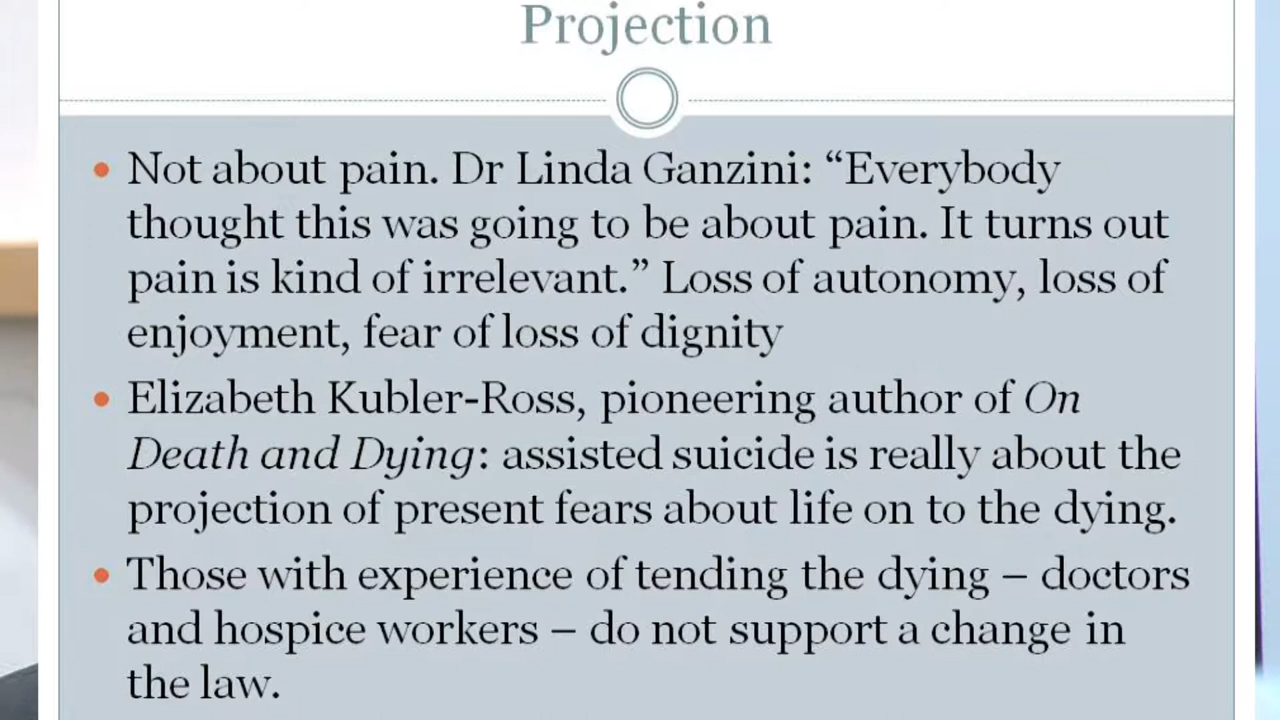 Projection
Not about pain. Dr Linda Ganzini: “Everybody
thought this was going to be about pain. It turns out
pain is kind of irrelevant.” Loss of autonomy, loss of
enjoyment, fear of loss of dignity
Elizabeth Kubler-Ross, pioneering author of On
Death and Dying: assisted suicide is really about the
projection of present fears about life on to the dying.
Those with experience of tending the dying – doctors
and hospice workers – do not support a change in
the law.